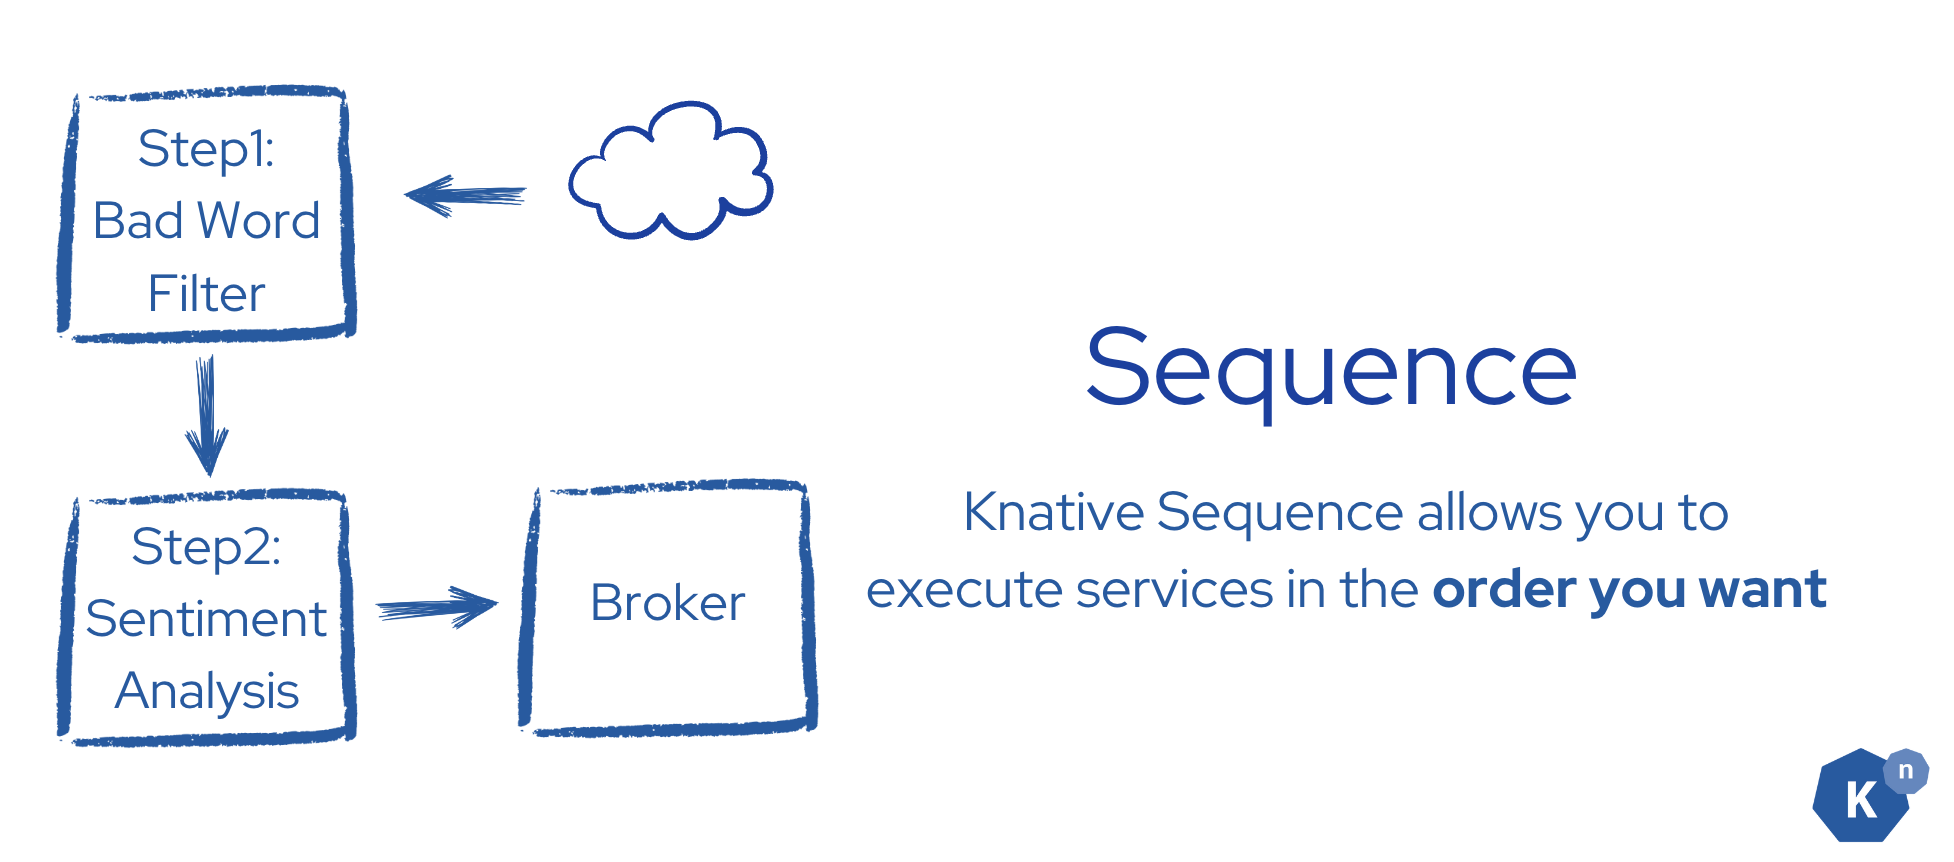 Step1:
Bad Word
Filter
Step2:
Sentiment
Analysis
Broker
Sequence
Knative Sequence allows you to
execute services in the order you want
K
n